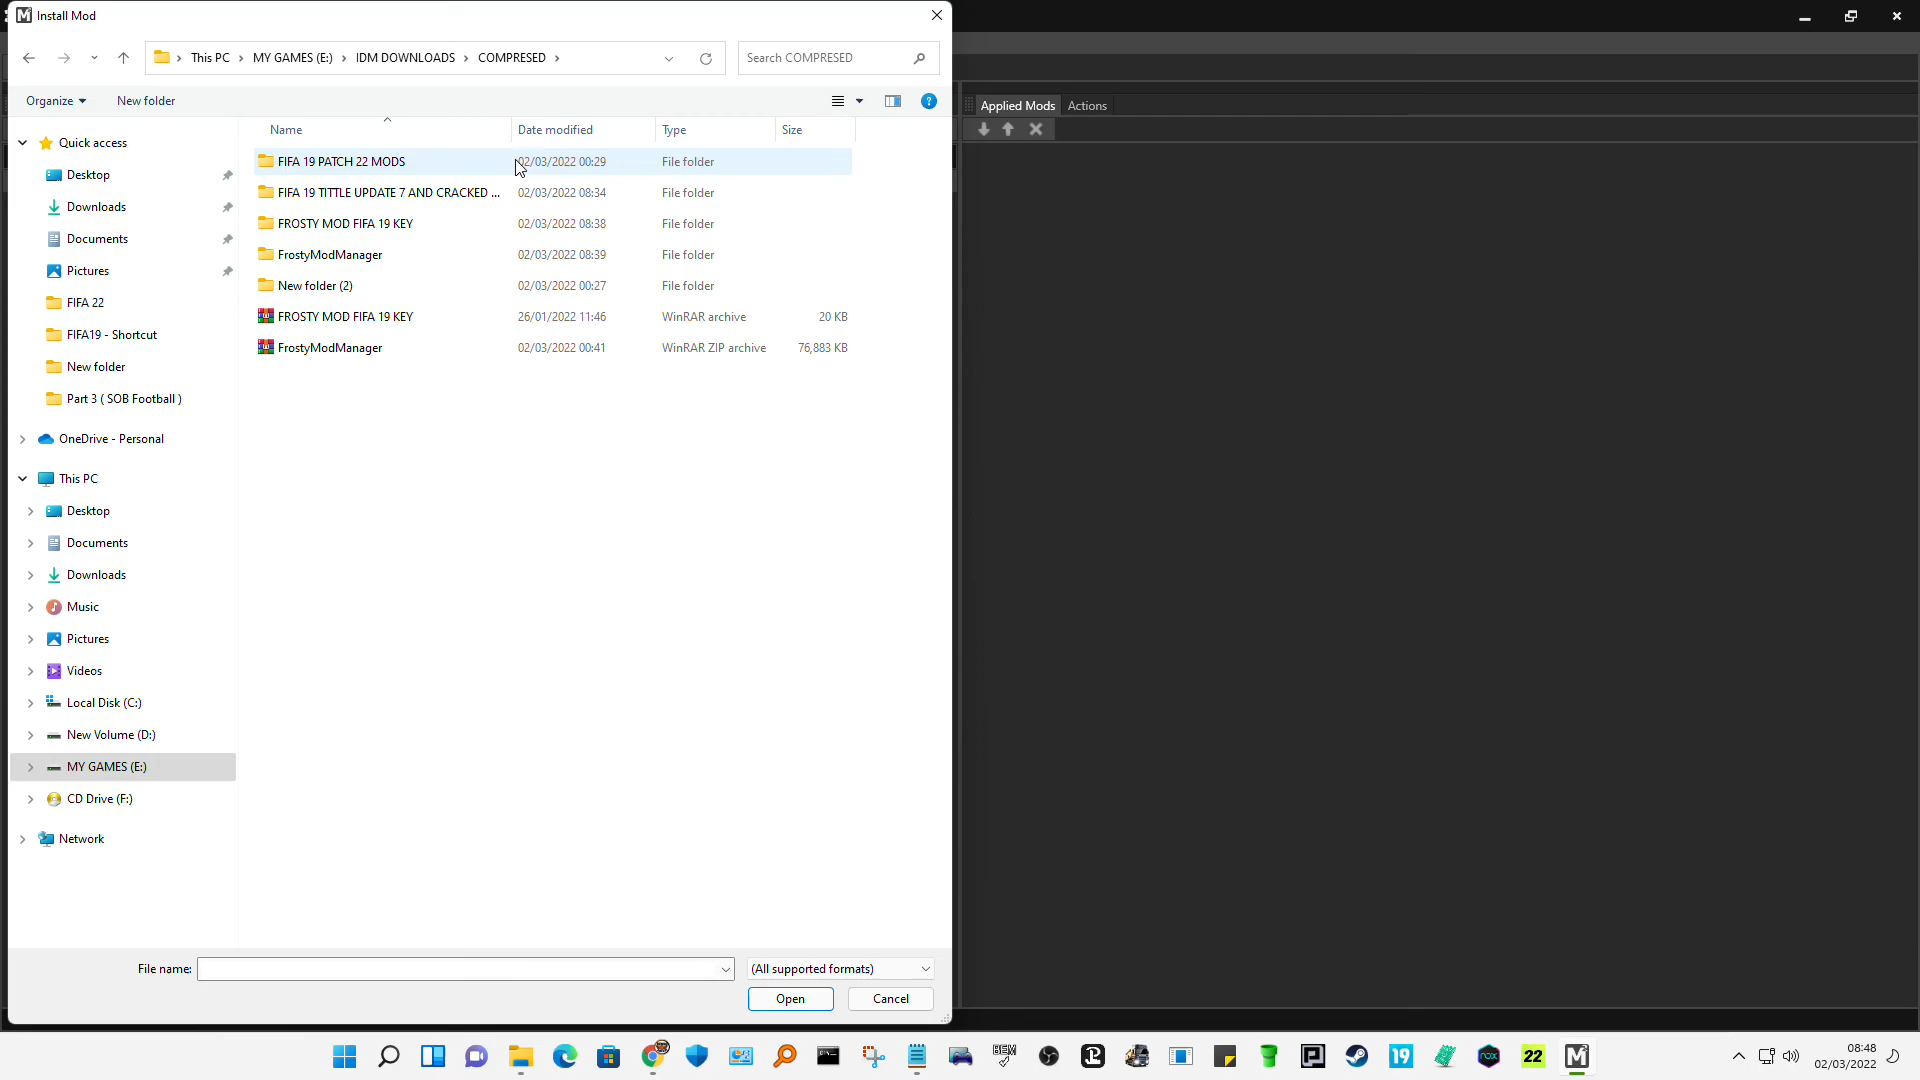 Install Mod
This PC > MY GAMES (E:) > IDM DOWNLOADS > COMPRESED >
Search COMPRESED
Organize
New folder
Name
Date modified
Type
Size
FIFA 19 PATCH 22 MODS 02/03/2022 00:29 File folder
FIFA 19 TITTLE UPDATE 7 AND CRACKED ... 02/03/2022 08:34 File folder
FROSTY MOD FIFA 19 KEY 02/03/2022 08:38 File folder
FrostyModManager 02/03/2022 08:39 File folder
New folder (2) 02/03/2022 00:27 File folder
FROSTY MOD FIFA 19 KEY 26/01/2022 11:46 WinRAR archive 20 KB
FrostyModManager 02/03/2022 00:41 WinRAR ZIP archive 76,883 KB
Quick access
Desktop
Downloads
Documents
Pictures
FIFA 22
FIFA19 - Shortcut
New folder
Part 3 ( SOB Football )
OneDrive - Personal
This PC
Desktop
Documents
Downloads
Music
Pictures
Videos
Local Disk (C:)
New Volume (D:)
MY GAMES (E:)
CD Drive (F:)
Network
File name:
(All supported formats)
Open
Cancel
Applied Mods
Actions
BEM
19
nox
22
M
08:48
02/03/2022